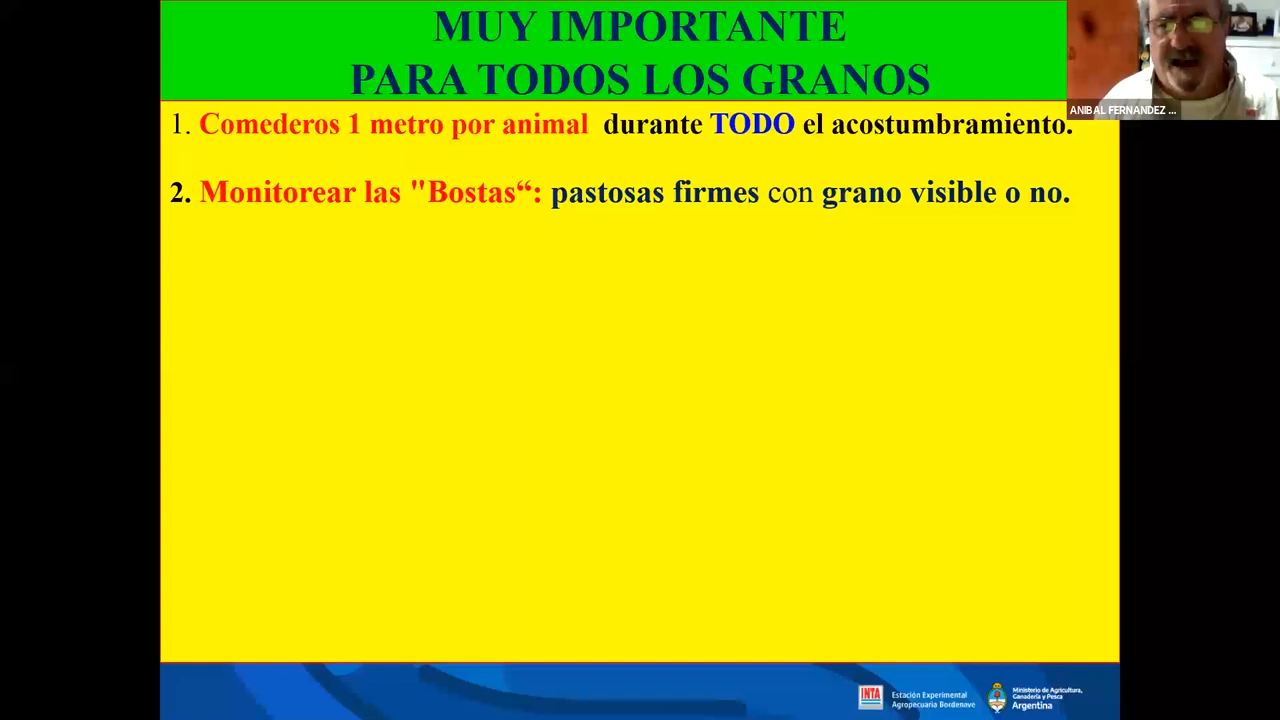 MUY IMPORTANTE
PARA TODOS LOS GRANOS
ANIBAL FERNANDEZ ...
1. Comederos 1 metro por animal durante TODO el acostumbramiento.
2. Monitorear las "Bostas“: pastosas firmes con grano visible o no.
INTA
Estación Experimental
Agropecuaria Bordenave
Ministerio de Agricultura,
Ganadería y Pesca
Argentina